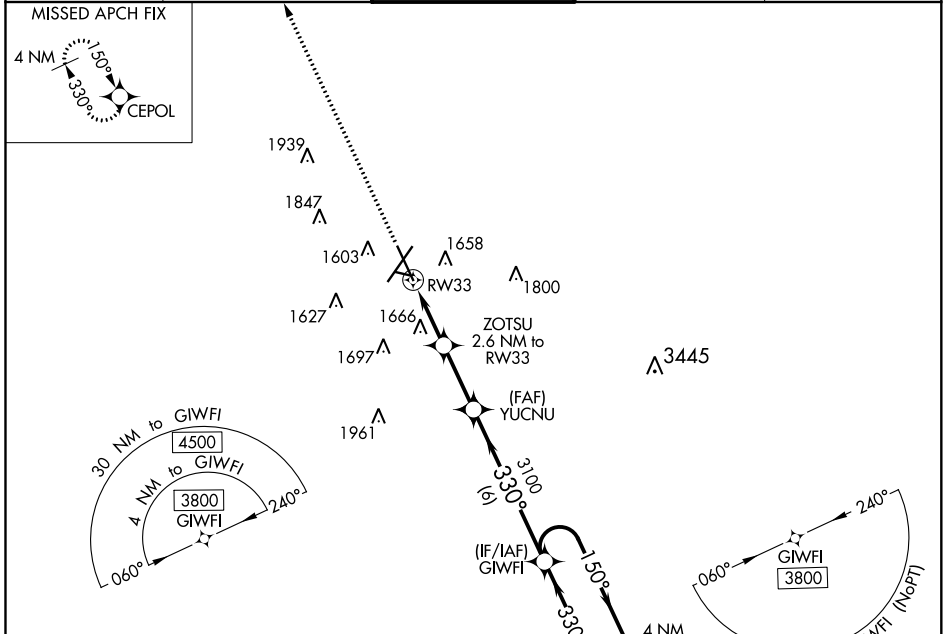 MISSED APCH FIX
4 NM
150°
330°
CEPOL
1939
1847
1603
1658
RW33
1800
1627
1666
ZOTSU
2.6 NM to
RW33
1697
3445
(FAF)
YUCNU
1961
30 NM to GIWFI
4500
4 NM to GIWFI
3800
GIWFI
240°
060°
3100
330°
(6)
(IF/IAF)
GIWFI
150°
330
4 NM
240°
060°
GIWFI
3800
(NoPT)